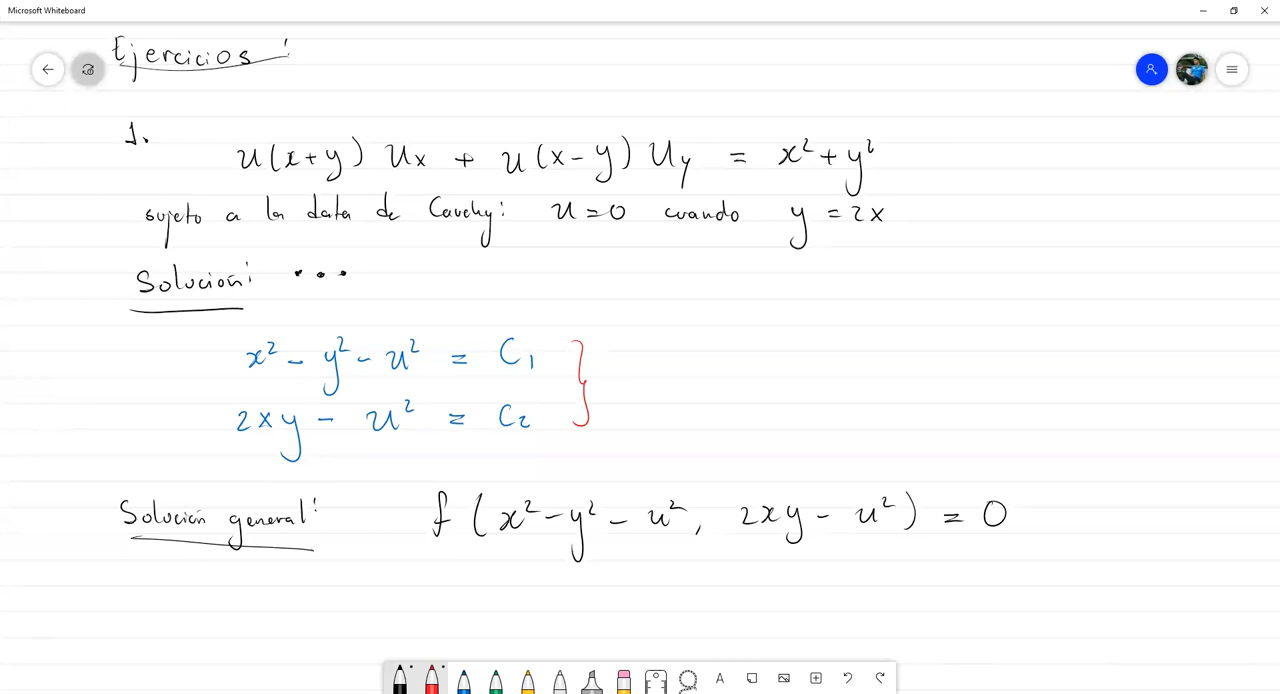 Microsoft Whiteboard
Ejercicios:
1.
u(x+y) Ux + u(x-y) Uy = x² + y²
sujeto a la data de Cauchy: u=0 cuando y = 2x
Solución: •••
x² - y² - u² = C₁
2xy - u² = C₂
Solución general: f(x² - y² - u², 2xy - u²) = 0
A